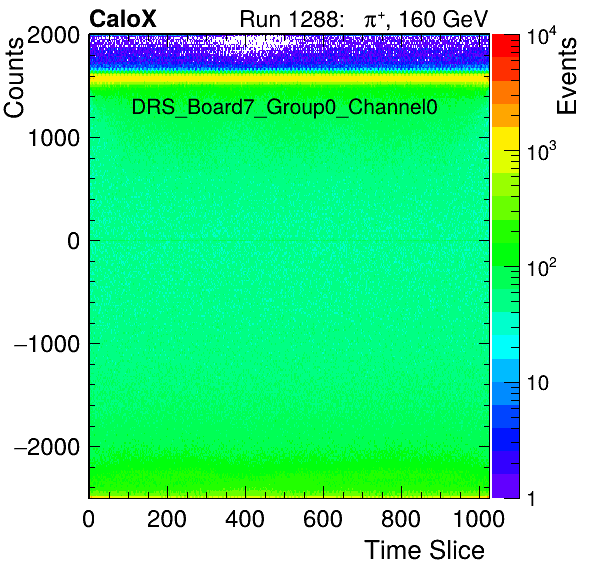 CaloX Run 1288: π⁺, 160 GeV
Counts
Events
DRS_Board7_Group0_Channel0
2000
1000
0
−1000
−2000
0 200 400 600 800 1000
Time Slice
10⁴
10³
10²
10
1